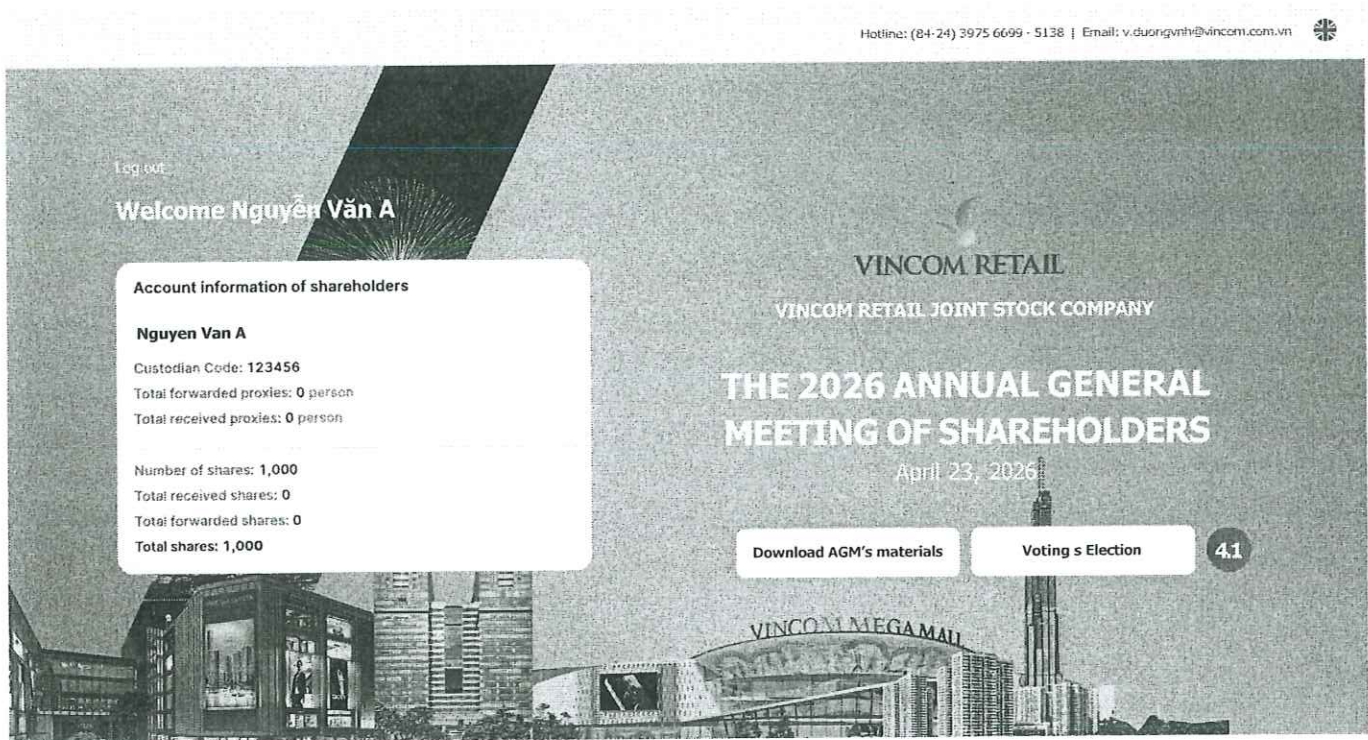 Hotline: (84-24) 3975 6699 - 5138 | Email: v.duongvnh@vincom.com.vn
Log out
Welcome Nguyễn Văn A
Account information of shareholders
Nguyen Van A
Custodian Code: 123456
Total forwarded proxies: 0 person
Total received proxies: 0 person
Number of shares: 1,000
Total received shares: 0
Total forwarded shares: 0
Total shares: 1,000
VINCOM RETAIL
VINCOM RETAIL JOINT STOCK COMPANY
THE 2026 ANNUAL GENERAL
MEETING OF SHAREHOLDERS
April 23, 2026
Download AGM's materials
Voting s Election
4.1
VINCOM MEGA MALL